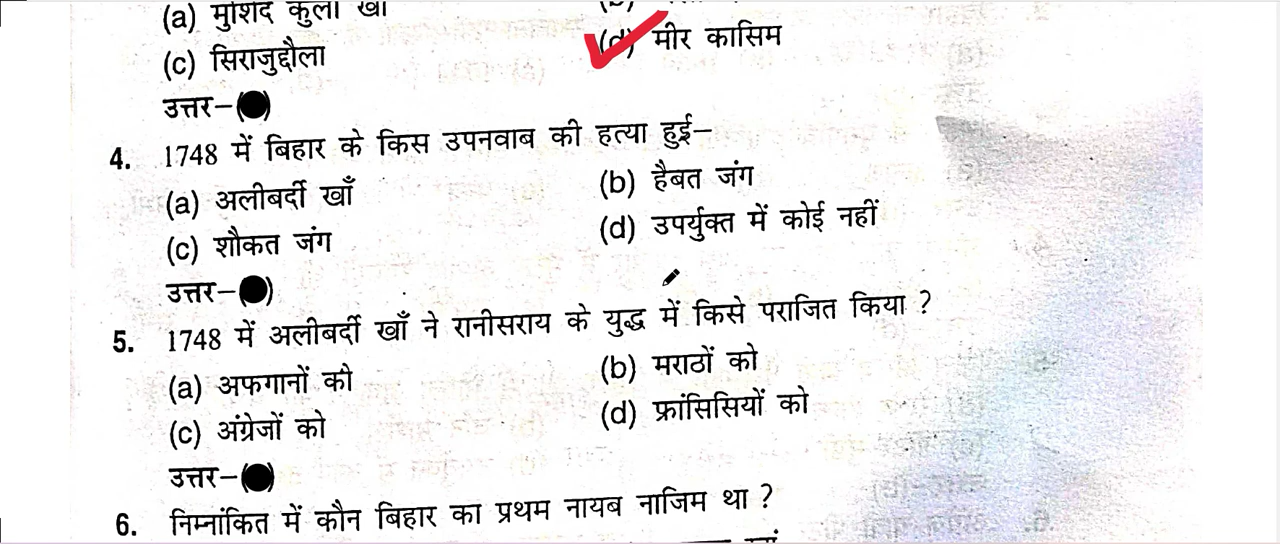 (a) मुर्शिद कुली खाँ
(c) सिराजुद्दौला (d) मीर कासिम
उत्तर–( )
4. 1748 में बिहार के किस उपनवाब की हत्या हुई–
(a) अलीबर्दी खाँ (b) हैबत जंग
(c) शौकत जंग (d) उपर्युक्त में कोई नहीं
उत्तर–( )
5. 1748 में अलीबर्दी खाँ ने रानीसराय के युद्ध में किसे पराजित किया ?
(a) अफगानों को (b) मराठों को
(c) अंग्रेजों को (d) फ्रांसिसियों को
उत्तर–( )
6. निम्नांकित में कौन बिहार का प्रथम नायब नाजिम था ?